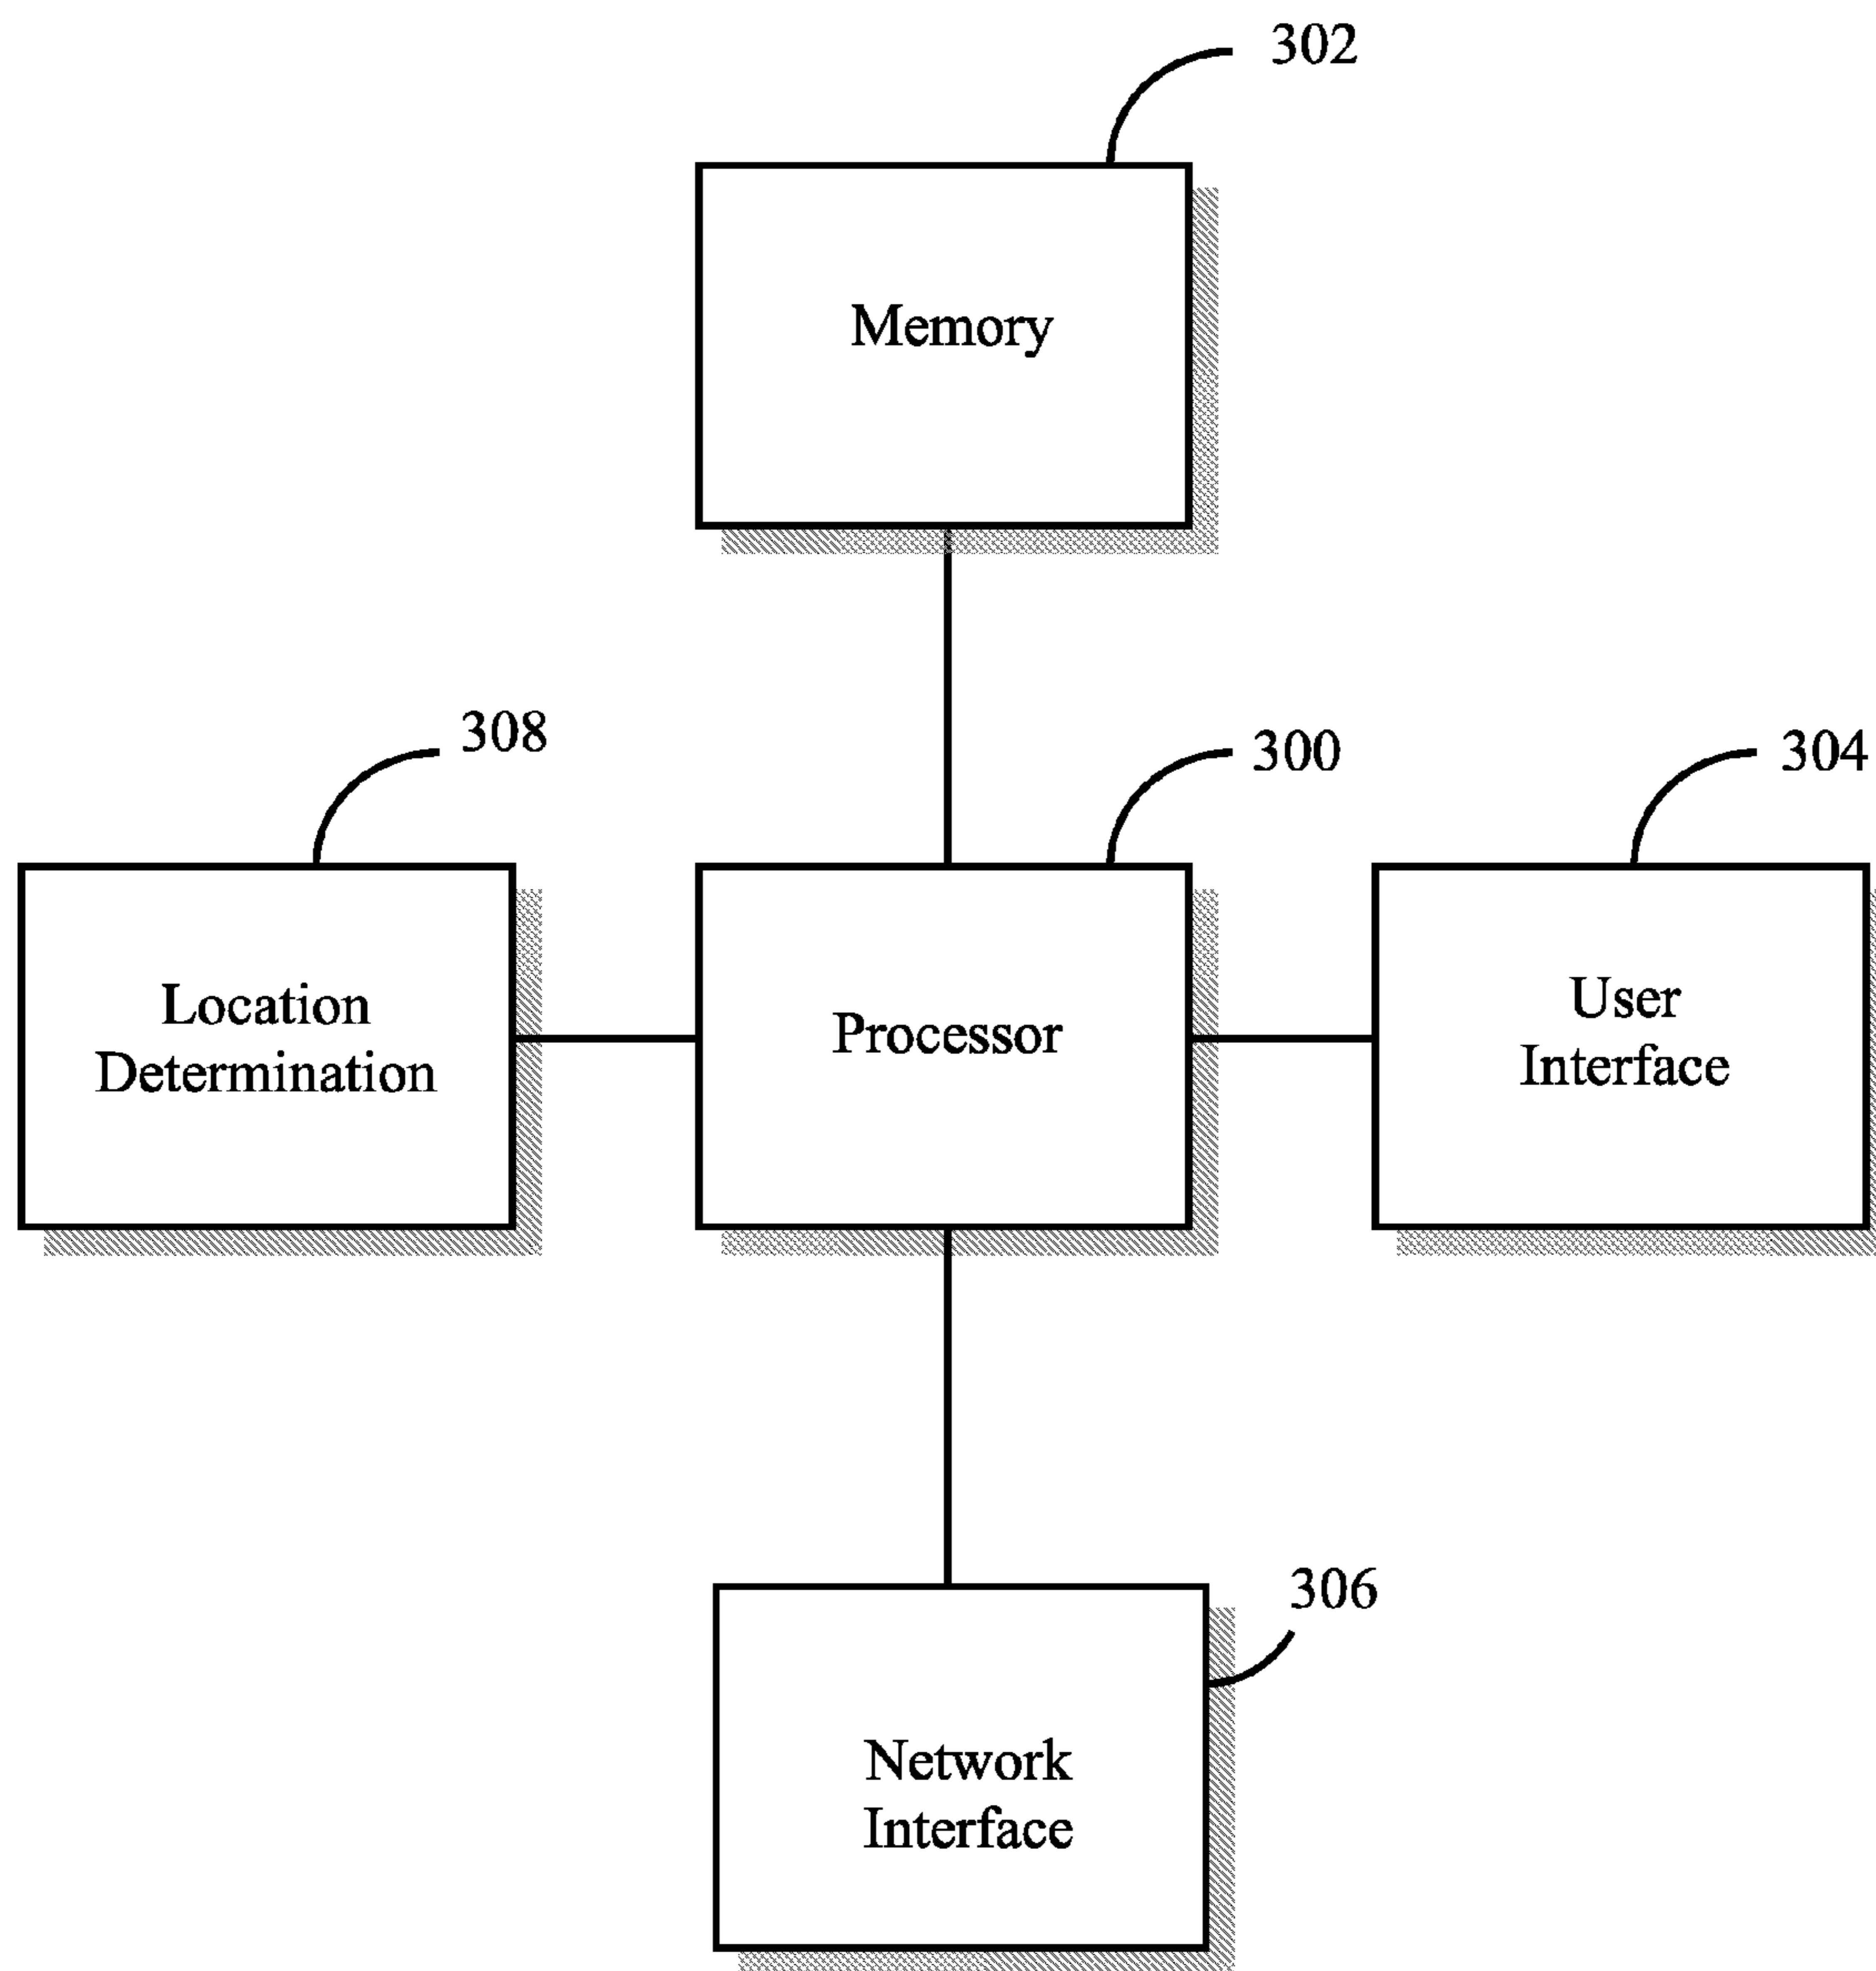 302
Memory
308
300
304
Location
Determination
Processor
User
Interface
306
Network
Interface